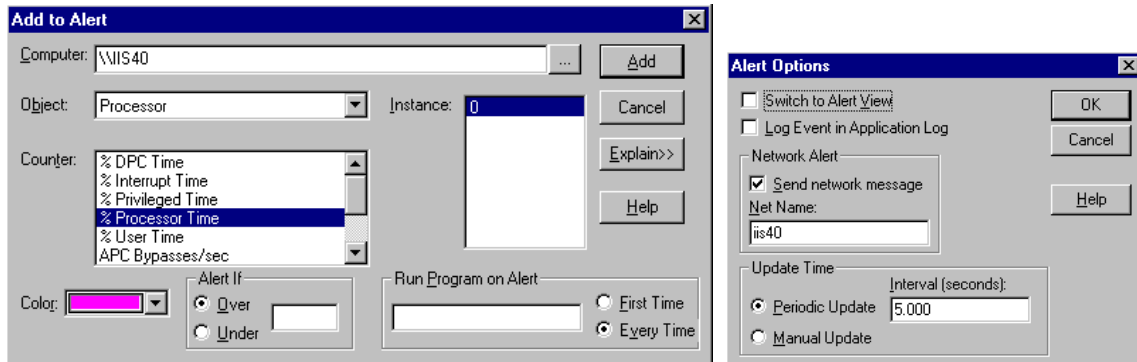 Add to Alert
Computer: \\IIS40 ... Add
Object: Processor Instance: 0 Cancel
Counter: % DPC Time
% Interrupt Time
% Privileged Time
% Processor Time
% User Time
APC Bypasses/sec
Explain>>
Help
Color:
Alert If
Over
Under
Run Program on Alert
First Time
Every Time
Alert Options
Switch to Alert View
Log Event in Application Log
Network Alert
Send network message
Net Name:
iis40
Update Time
Interval (seconds):
Periodic Update 5.000
Manual Update
OK
Cancel
Help